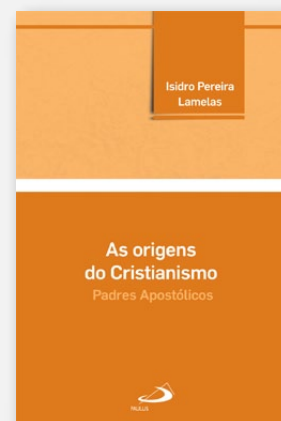 Isidro Pereira
Lamelas
As origens
do Cristianismo
Padres Apostólicos
PAULUS